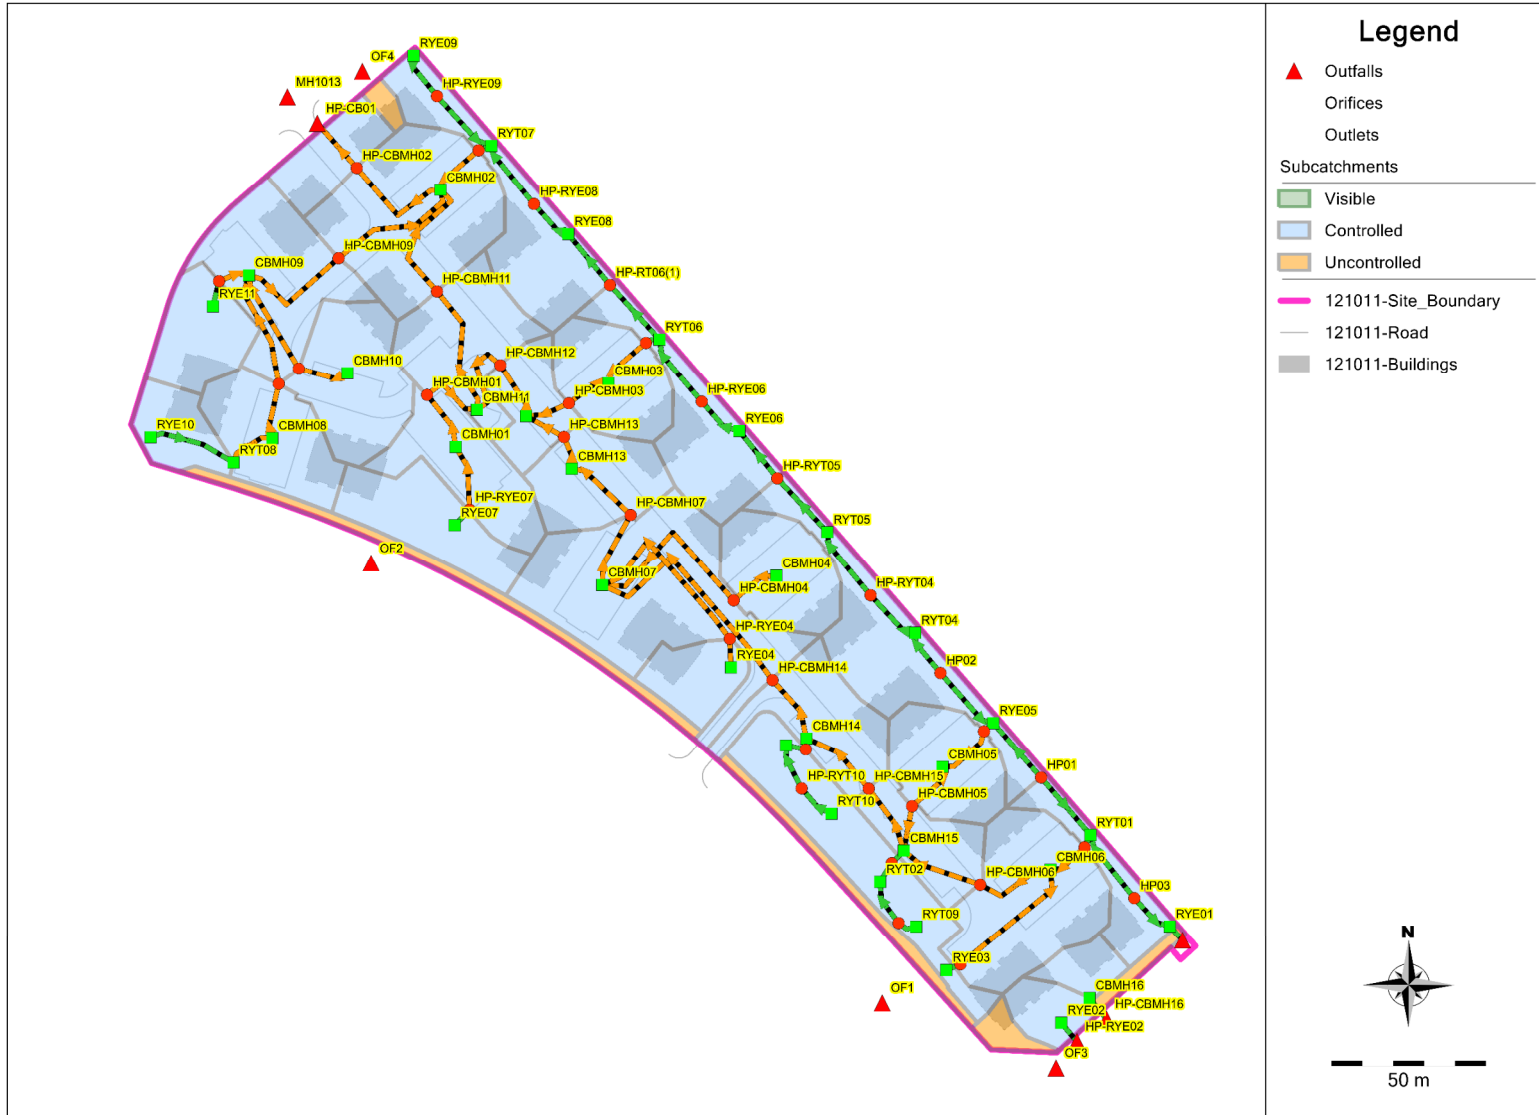 RYE09
OF4
MH1013
HP-RYE09
HP-CB01
RYT07
HP-CBMH02
CBMH02
HP-RYE08
RYE08
HP-CBMH09
CBMH09
HP-RT06(1)
HP-CBMH11
RYE11
RYT06
HP-CBMH12
CBMH10
CBMH03
HP-CBMH01
HP-CBMH03
HP-RYE06
CBMH11
RYE06
HP-CBMH13
RYE10
CBMH08
CBMH01
RYT08
CBMH13
HP-RYT05
HP-RYE07
HP-CBMH07
RYE07
RYT05
OF2
CBMH04
CBMH07
HP-CBMH04
HP-RYT04
HP-RYE04
RYT04
RYE04
HP-CBMH14
HP02
CBMH14
RYE05
CBMH05
HP-RYT10
HP-CBMH15
HP01
HP-CBMH05
RYT10
RYT01
CBMH15
CBMH06
RYT02
HP-CBMH06
HP03
RYT09
RYE01
RYE03
OF1
CBMH16
HP-CBMH16
RYE02
HP-RYE02
OF3
Legend
Outfalls
Orifices
Outlets
Subcatchments
Visible
Controlled
Uncontrolled
121011-Site_Boundary
121011-Road
121011-Buildings
N
50 m